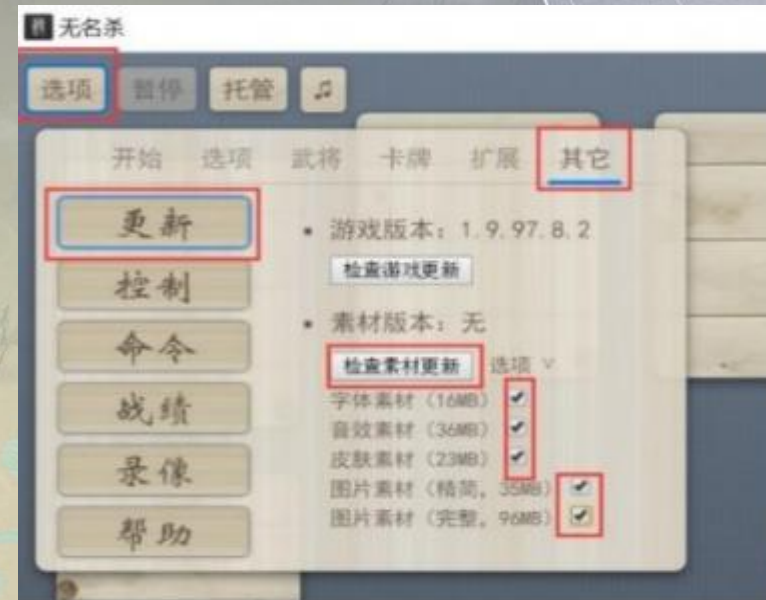 无名杀
选项 暂停 托管 ♫
开始 选项 武将 卡牌 扩展 其它
更新
控制
命令
战绩
录像
帮助
• 游戏版本：1.9.97.8.2
检查游戏更新
• 素材版本：无
检查素材更新 选项 ∨
字体素材（16MB）
音效素材（36MB）
皮肤素材（23MB）
图片素材（精简，35MB）
图片素材（完整，96MB）